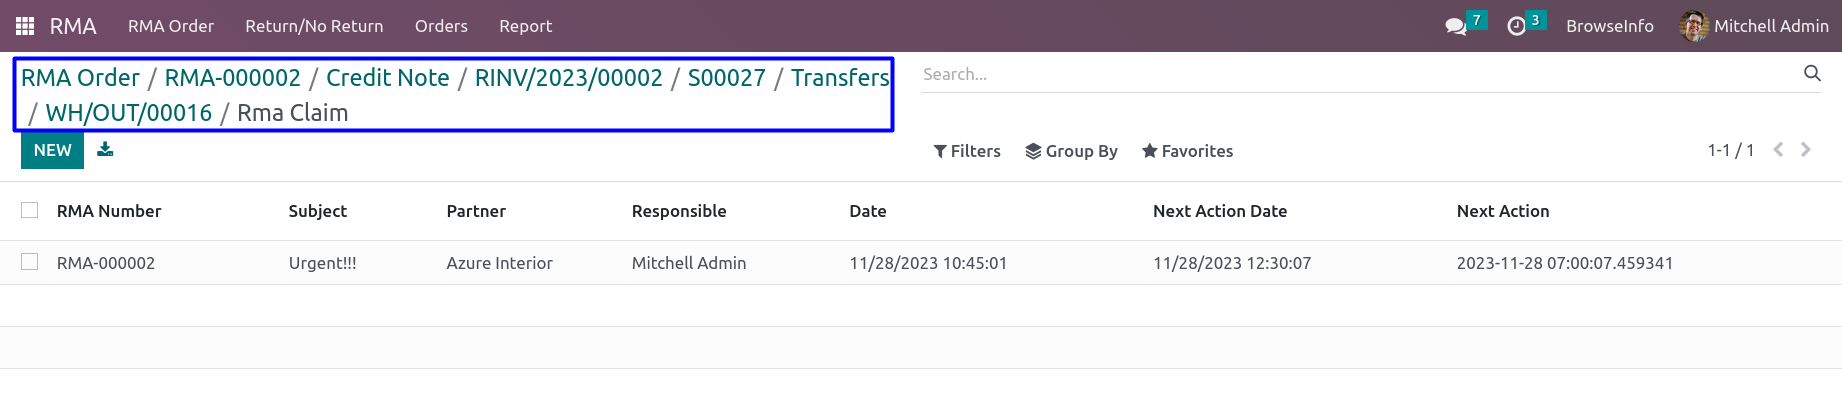 RMA RMA Order Return/No Return Orders Report 7 3 BrowseInfo Mitchell Admin
RMA Order / RMA-000002 / Credit Note / RINV/2023/00002 / S00027 / Transfers
/ WH/OUT/00016 / Rma Claim
Search...
NEW Filters Group By Favorites 1-1 / 1
RMA Number Subject Partner Responsible Date Next Action Date Next Action
RMA-000002 Urgent!!! Azure Interior Mitchell Admin 11/28/2023 10:45:01 11/28/2023 12:30:07 2023-11-28 07:00:07.459341